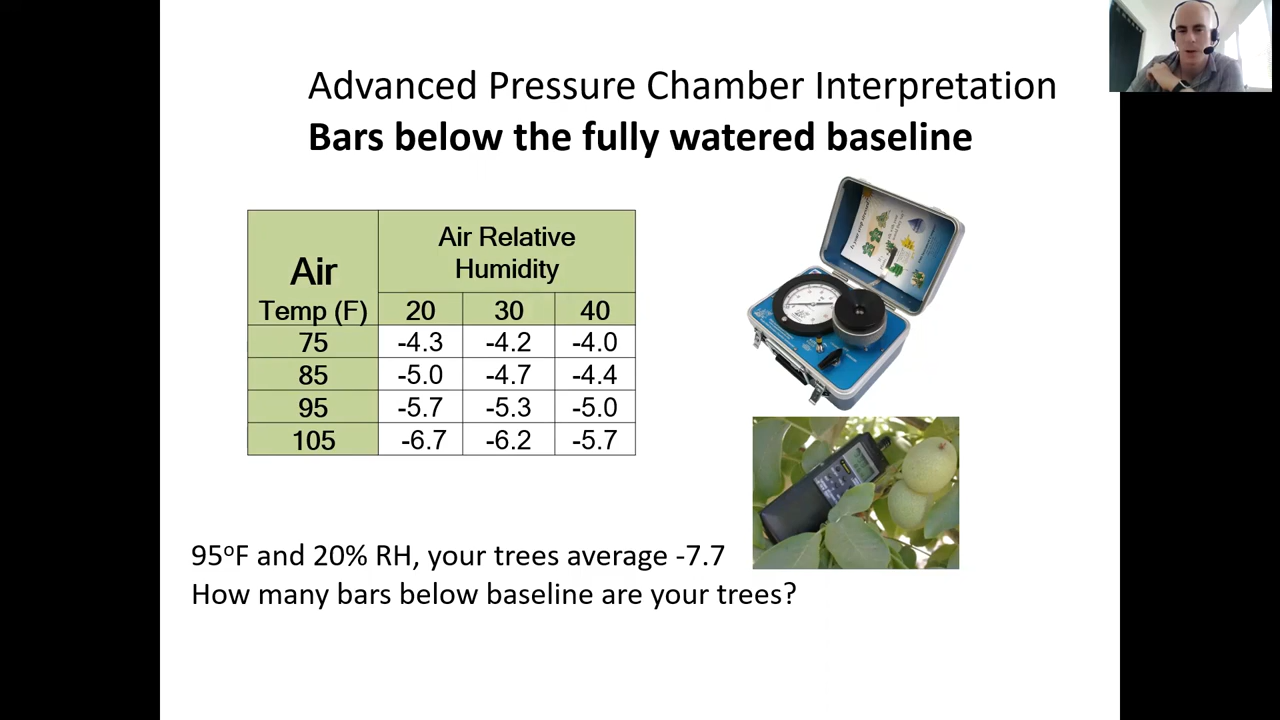 Advanced Pressure Chamber Interpretation
Bars below the fully watered baseline
Air
Temp (F)
Air Relative
Humidity
20 30 40
75 -4.3 -4.2 -4.0
85 -5.0 -4.7 -4.4
95 -5.7 -5.3 -5.0
105 -6.7 -6.2 -5.7
95ºF and 20% RH, your trees average -7.7
How many bars below baseline are your trees?